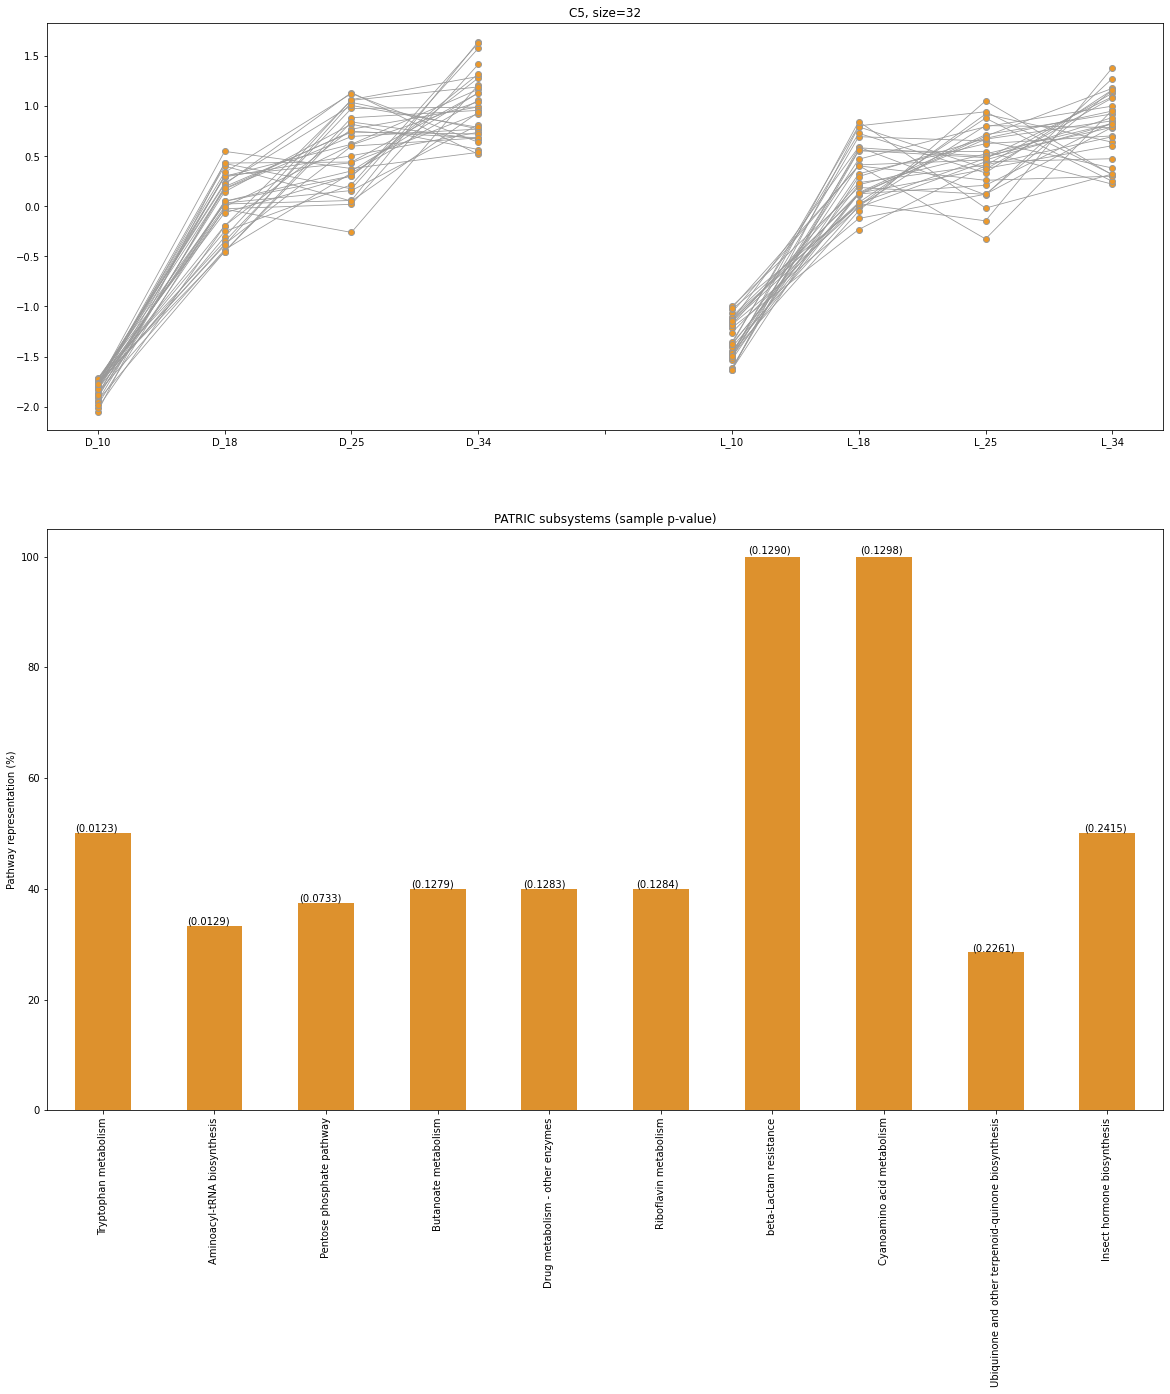 C5, size=32
1.5
1.0
0.5
0.0
−0.5
−1.0
−1.5
−2.0
D_10 D_18 D_25 D_34 L_10 L_18 L_25 L_34
PATRIC subsystems (sample p-value)
Pathway representation (%)
100
80
60
40
20
0
(0.0123)
(0.0129)
(0.0733)
(0.1279)
(0.1283)
(0.1284)
(0.1290)
(0.1298)
(0.2261)
(0.2415)
Tryptophan metabolism
Aminoacyl-tRNA biosynthesis
Pentose phosphate pathway
Butanoate metabolism
Drug metabolism - other enzymes
Riboflavin metabolism
beta-Lactam resistance
Cyanoamino acid metabolism
Ubiquinone and other terpenoid-quinone biosynthesis
Insect hormone biosynthesis